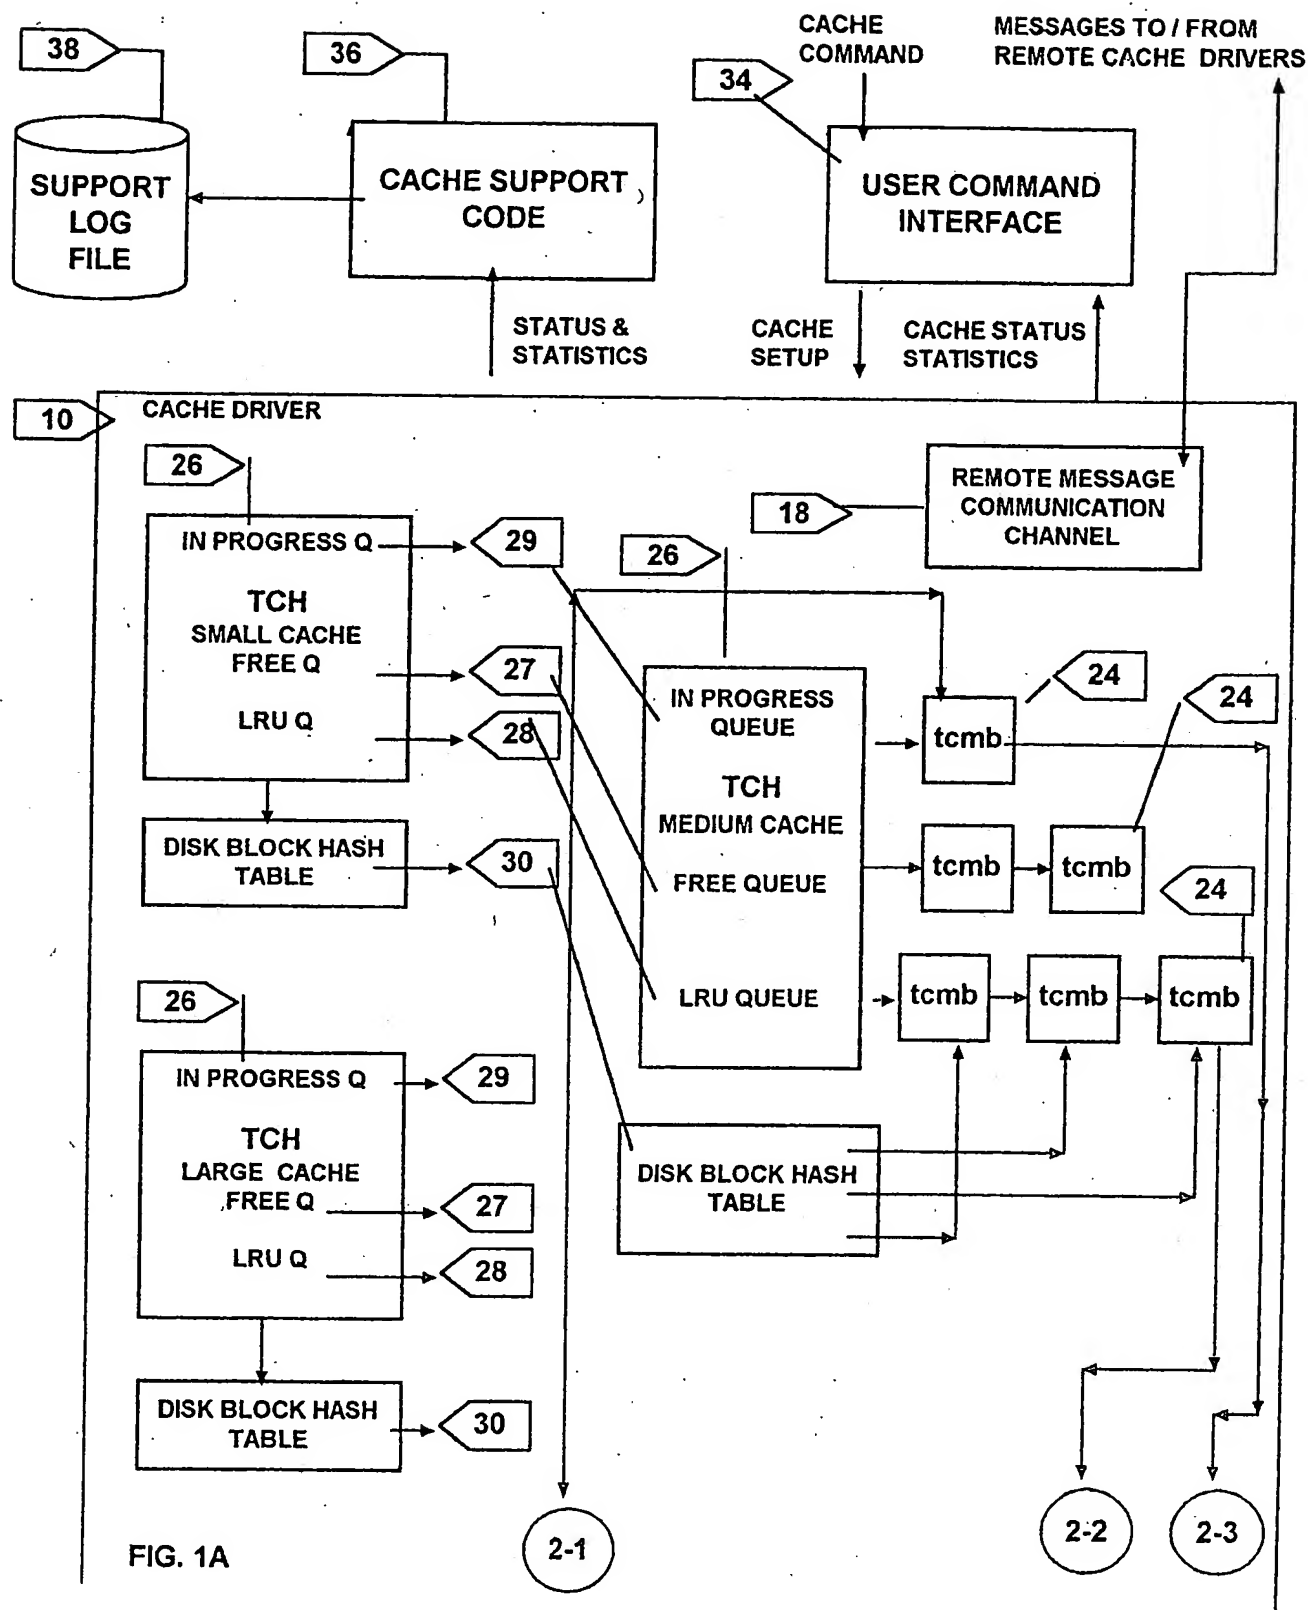 38
36
CACHE
COMMAND
MESSAGES TO / FROM
REMOTE CACHE DRIVERS
34
SUPPORT
LOG
FILE
CACHE SUPPORT
CODE
USER COMMAND
INTERFACE
STATUS &
STATISTICS
CACHE
SETUP
CACHE STATUS
STATISTICS
10
CACHE DRIVER
26
REMOTE MESSAGE
COMMUNICATION
CHANNEL
18
IN PROGRESS Q
29
26
TCH
SMALL CACHE
FREE Q
27
LRU Q
28
IN PROGRESS
QUEUE
tcmb
24
24
TCH
MEDIUM CACHE
DISK BLOCK HASH
TABLE
30
FREE QUEUE
tcmb
tcmb
24
LRU QUEUE
tcmb
tcmb
tcmb
26
IN PROGRESS Q
29
TCH
LARGE CACHE
FREE Q
27
LRU Q
28
DISK BLOCK HASH
TABLE
DISK BLOCK HASH
TABLE
30
2-1
2-2
2-3
FIG. 1A